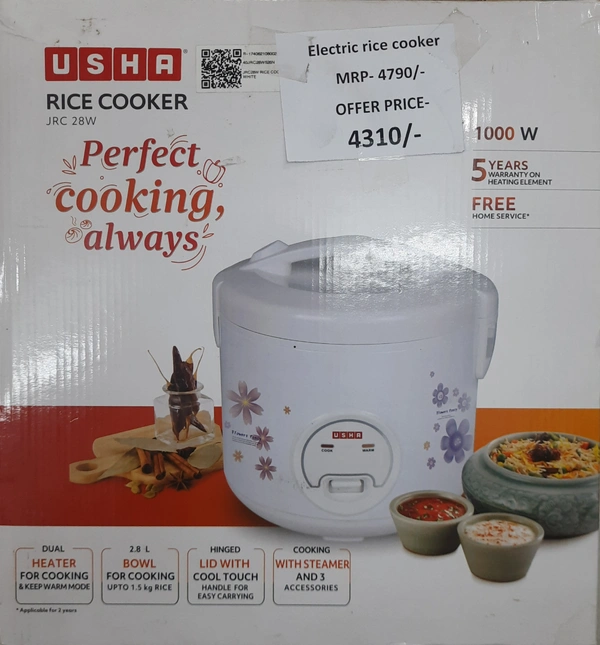 USHA
RICE COOKER
JRC 28W
Electric rice cooker
MRP- 4790/-
OFFER PRICE-
4310/-
Perfect
cooking,
always
1000 W
5 YEARS
WARRANTY ON
HEATING ELEMENT
FREE
HOME SERVICE*
USHA
COOK
WARM
DUAL
HEATER
FOR COOKING
& KEEP WARM MODE
2.8 L
BOWL
FOR COOKING
UPTO 1.5 kg RICE
HINGED
LID WITH
COOL TOUCH
HANDLE FOR
EASY CARRYING
COOKING
WITH STEAMER
AND 3
ACCESSORIES
* Applicable for 2 years